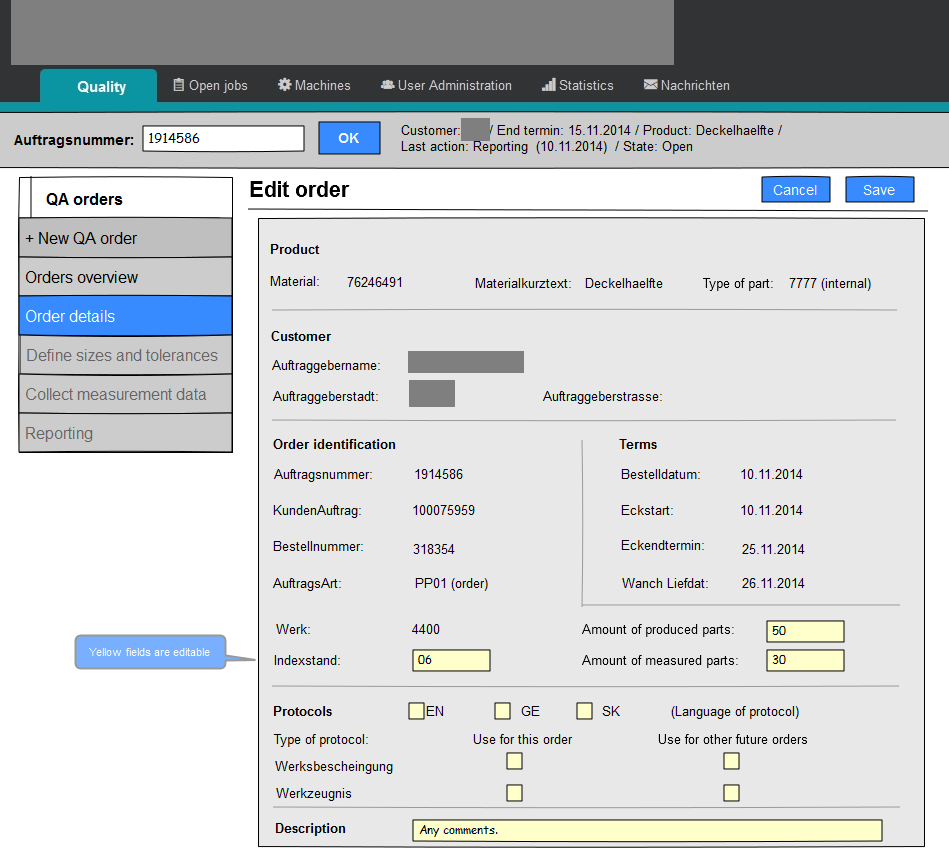 Quality Open jobs Machines User Administration Statistics Nachrichten
Auftragsnummer: 1914586 OK
Customer: / End termin: 15.11.2014 / Product: Deckelhaelfte /
Last action: Reporting (10.11.2014) / State: Open
QA orders
+ New QA order
Orders overview
Order details
Define sizes and tolerances
Collect measurement data
Reporting
Edit order Cancel Save
Product
Material: 76246491 Materialkurztext: Deckelhaelfte Type of part: 7777 (internal)
Customer
Auftraggebername:
Auftraggeberstadt: Auftraggeberstrasse:
Order identification Terms
Auftragsnummer: 1914586 Bestelldatum: 10.11.2014
KundenAuftrag: 100075959 Eckstart: 10.11.2014
Bestellnummer: 318354 Eckendtermin: 25.11.2014
AuftragsArt: PP01 (order) Wanch Liefdat: 26.11.2014
Werk: 4400 Amount of produced parts: 50
Yellow fields are editable
Indexstand: 06 Amount of measured parts: 30
Protocols EN GE SK (Language of protocol)
Type of protocol: Use for this order Use for other future orders
Werksbescheingung
Werkzeugnis
Description Any comments.